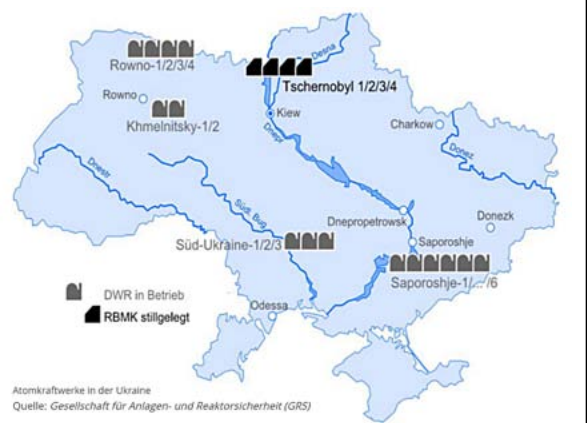 Rowno-1/2/3/4
Desna
Tschernobyl 1/2/3/4
Rowno
Kiew
Khmelnitsky-1/2
Charkow
Dnepr
Donez
Dnestr
Südl. Bug
Dnepropetrowsk
Donezk
Süd-Ukraine-1/2/3
Saporoshje
Saporoshje-1/... /6
DWR in Betrieb
Odessa
RBMK stillgelegt
Atomkraftwerke in der Ukraine
Quelle: Gesellschaft für Anlagen- und Reaktorsicherheit (GRS)